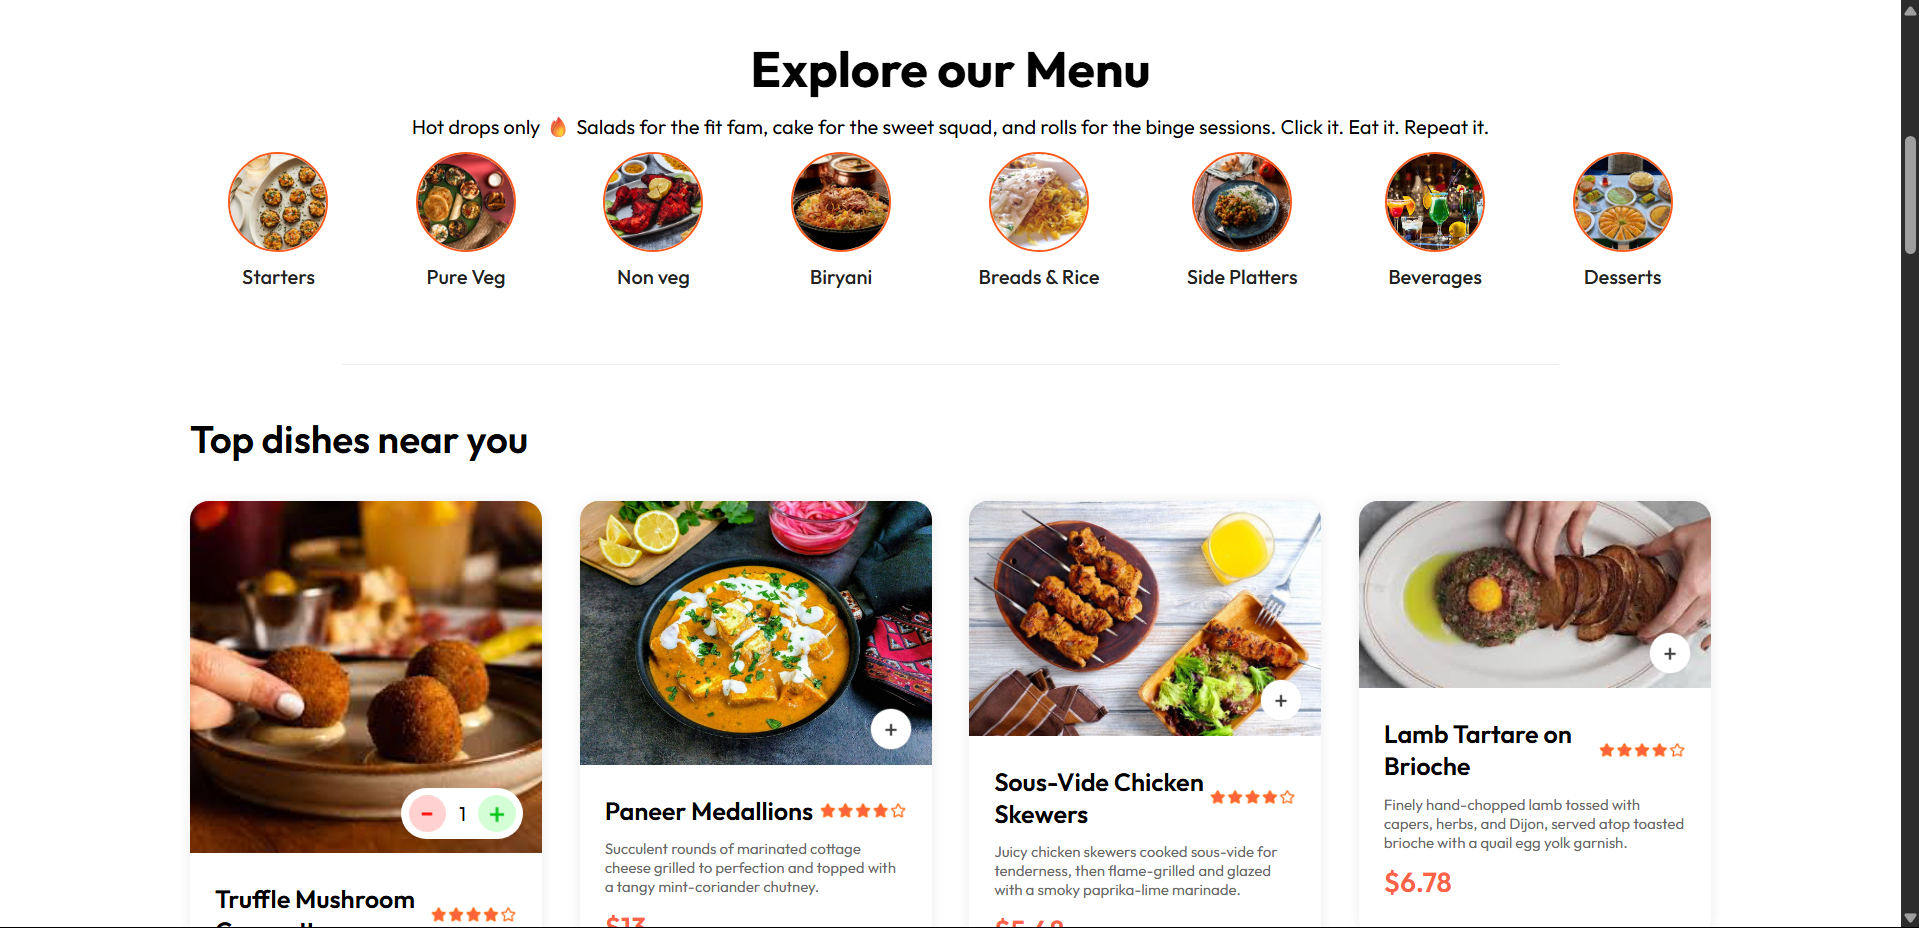 Explore our Menu
Hot drops only 🔥 Salads for the fit fam, cake for the sweet squad, and rolls for the binge sessions. Click it. Eat it. Repeat it.
Starters
Pure Veg
Non veg
Biryani
Breads & Rice
Side Platters
Beverages
Desserts
Top dishes near you
- 1 +
Truffle Mushroom
+
Paneer Medallions
Succulent rounds of marinated cottage
cheese grilled to perfection and topped with
a tangy mint-coriander chutney.
$13
+
Sous-Vide Chicken
Skewers
Juicy chicken skewers cooked sous-vide for
tenderness, then flame-grilled and glazed
with a smoky paprika-lime marinade.
+
Lamb Tartare on
Brioche
Finely hand-chopped lamb tossed with
capers, herbs, and Dijon, served atop toasted
brioche with a quail egg yolk garnish.
$6.78